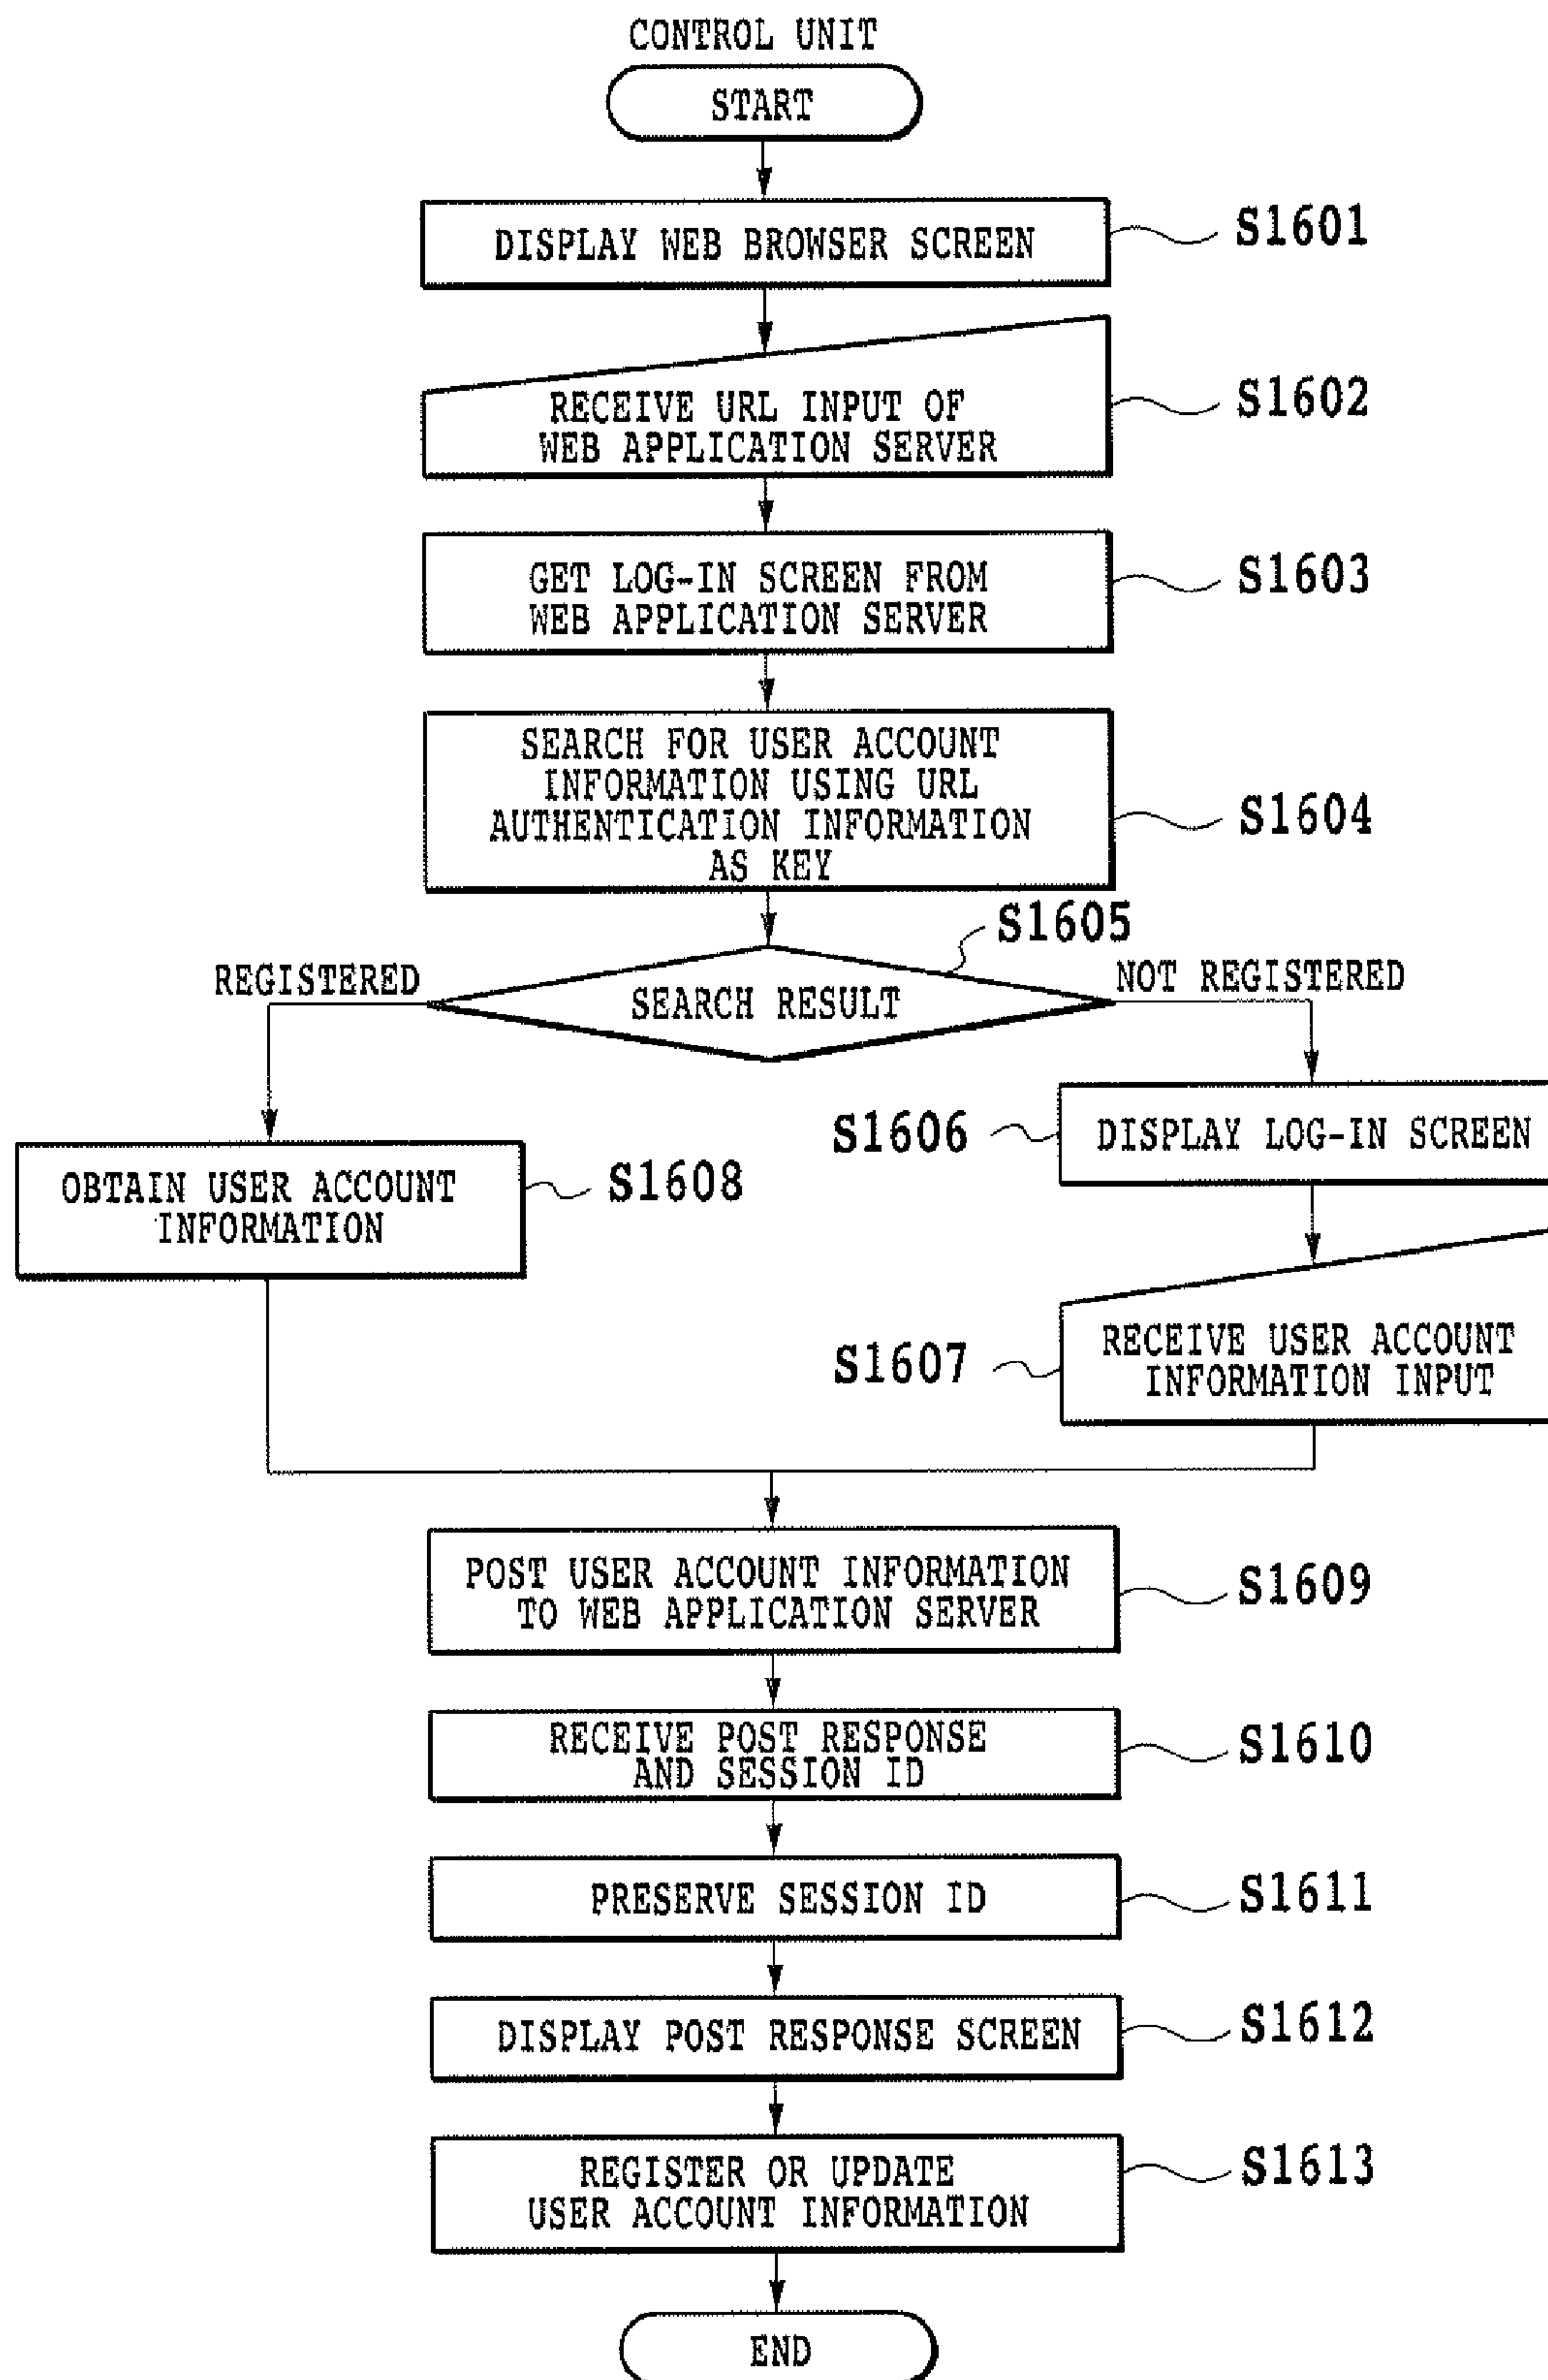 CONTROL UNIT
START
DISPLAY WEB BROWSER SCREEN
S1601
RECEIVE URL INPUT OF
WEB APPLICATION SERVER
S1602
GET LOG-IN SCREEN FROM
WEB APPLICATION SERVER
S1603
SEARCH FOR USER ACCOUNT
INFORMATION USING URL
AUTHENTICATION INFORMATION
AS KEY
S1604
S1605
REGISTERED
SEARCH RESULT
NOT REGISTERED
S1606
DISPLAY LOG-IN SCREEN
OBTAIN USER ACCOUNT
INFORMATION
S1608
S1607
RECEIVE USER ACCOUNT
INFORMATION INPUT
POST USER ACCOUNT INFORMATION
TO WEB APPLICATION SERVER
S1609
RECEIVE POST RESPONSE
AND SESSION ID
S1610
PRESERVE SESSION ID
S1611
DISPLAY POST RESPONSE SCREEN
S1612
REGISTER OR UPDATE
USER ACCOUNT INFORMATION
S1613
END